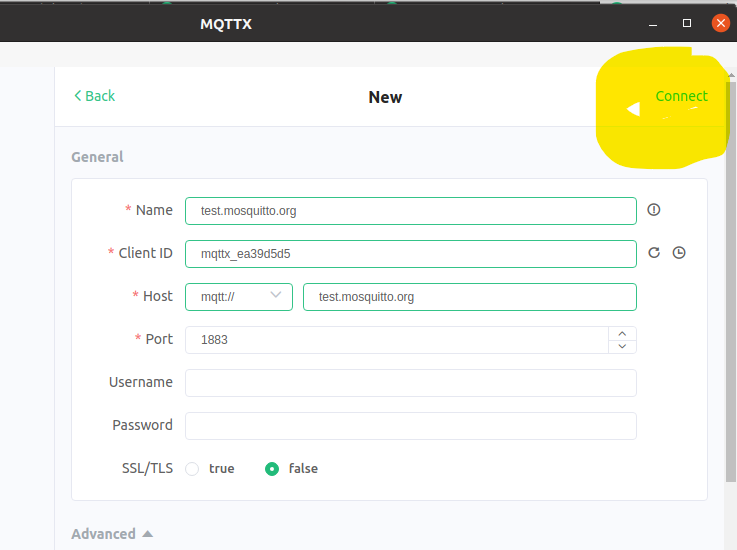 MQTTX
Back New Connect
General
* Name test.mosquitto.org
* Client ID mqttx_ea39d5d5
* Host mqtt:// test.mosquitto.org
* Port 1883
Username
Password
SSL/TLS true false
Advanced